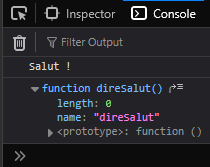 Inspector Console
Filter Output
Salut !
function direSalut()
length: 0
name: "direSalut"
<prototype>: function ()
»